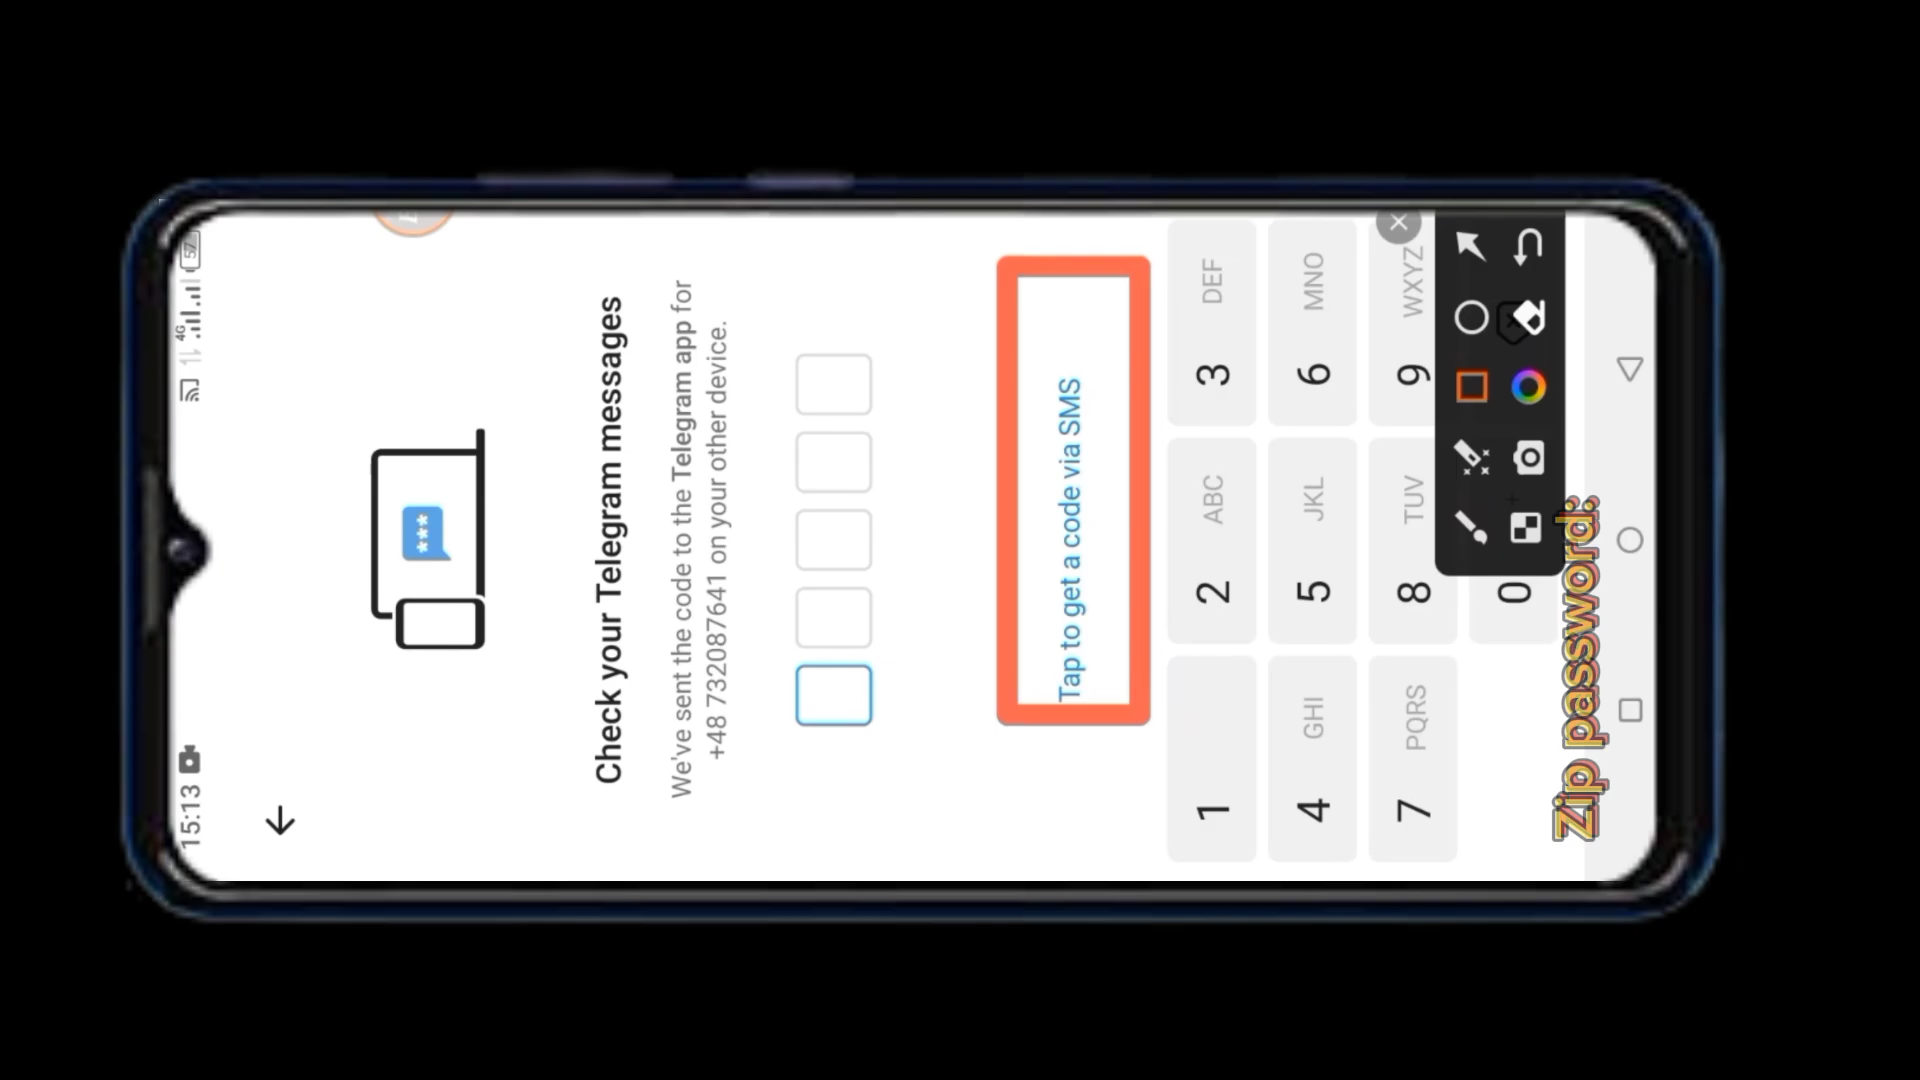 15:13
4G
57
Check your Telegram messages
We've sent the code to the Telegram app for
+48 732087641 on your other device.
Tap to get a code via SMS
1
2 ABC
3 DEF
4 GHI
5 JKL
6 MNO
7 PQRS
8 TUV
9 WXYZ
0
Zip password: